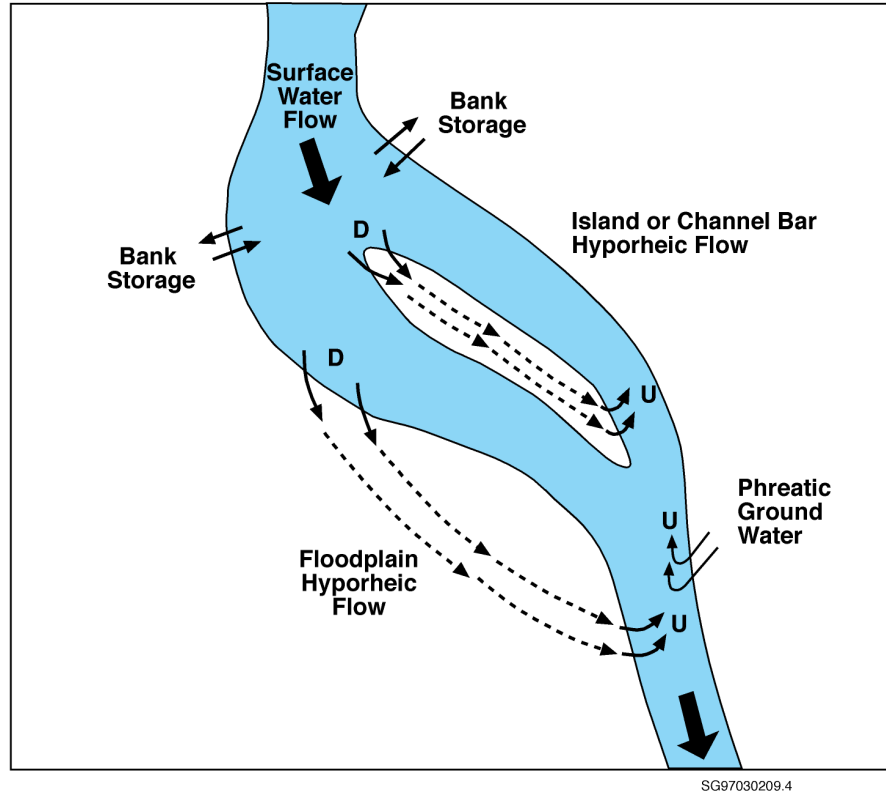 Surface
Water
Flow
Bank
Storage
D
Island or Channel Bar
Hyporheic Flow
Bank
Storage
D
U
Phreatic
Ground
Water
U
Floodplain
Hyporheic
Flow
U
SG97030209.4